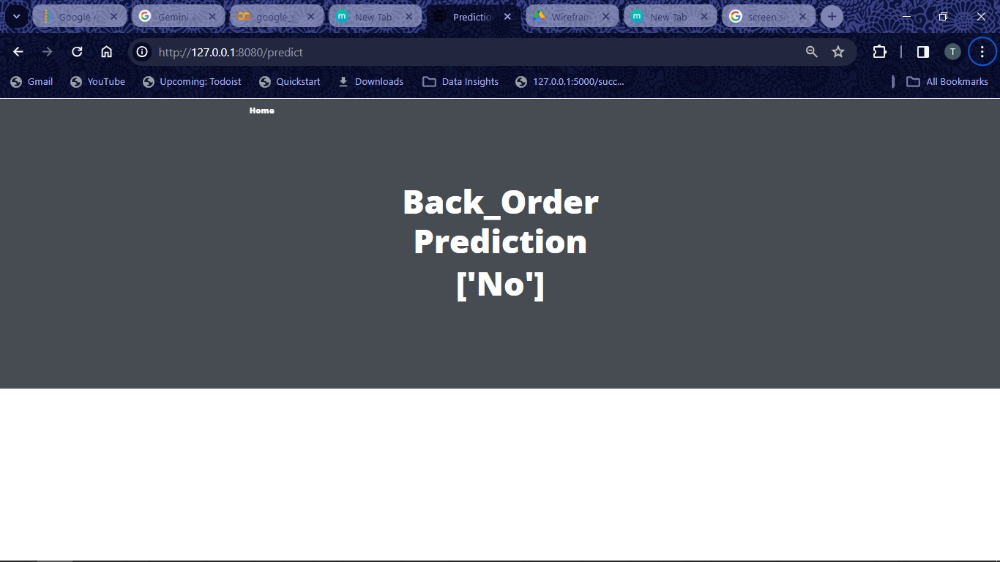 Google
Gemini
google_
New Tab
Predictio
Wirefram
New Tab
screen s
http://127.0.0.1:8080/predict
T
Gmail
YouTube
Upcoming: Todoist
Quickstart
Downloads
Data Insights
127.0.0.1:5000/succ...
All Bookmarks
Home
Back_Order
Prediction
['No']